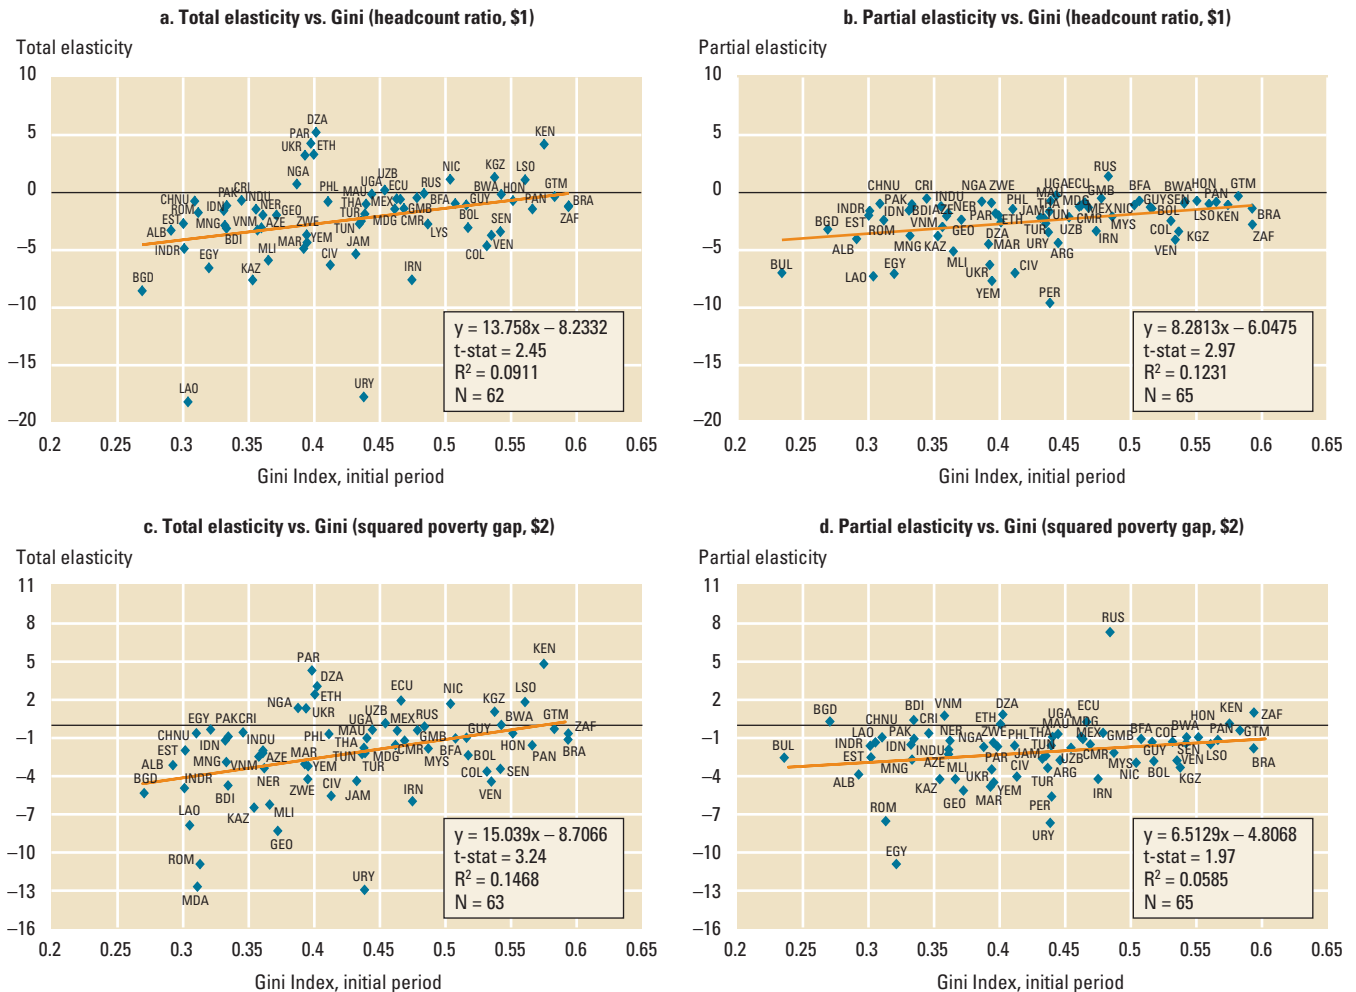 a. Total elasticity vs. Gini (headcount ratio, $1)
Total elasticity
10
5
0
–5
–10
–15
–20
DZA
PAR
UKR
ETH
NGA
KEN
CHNU
ROM
PAK
CRI
INDU
EST
IDN
NER
GEO
PHL
UGA
UZB
MAU
ECU
THA
MEX
RUS
NIC
BFA
KGZ
LSO
BWA
HON
GUY
PAN
GTM
BRA
ZAF
ALB
MNG
VNM
AZE
ZWE
TUR
GMB
MDG
CMR
BOL
SEN
INDR
BDI
MAR
YEM
TUN
LYS
EGY
MLI
JAM
CIV
COL
VEN
BGD
KAZ
IRN
LAO
URY
y = 13.758x – 8.2332
t-stat = 2.45
R² = 0.0911
N = 62
0.2 0.25 0.3 0.35 0.4 0.45 0.5 0.55 0.6 0.65
Gini Index, initial period
b. Partial elasticity vs. Gini (headcount ratio, $1)
Partial elasticity
10
5
0
–5
–10
–15
–20
RUS
CHNU
CRI
PAK
INDU
NGA
ZWE
UGA
ECU
MAU
GMB
BFA
BWA
HON
INDR
IDN
BDI
AZE
NER
PHL
THA
MDG
MEX
NIC
GUY
SEN
PAN
GTM
BGD
EST
ROM
VNM
GEO
PAR
ETH
JAM
TUN
TUR
CMR
MYS
BOL
LSO
KEN
BRA
ALB
MNG
KAZ
DZA
MAR
URY
UZB
IRN
COL
KGZ
ZAF
BUL
LAO
EGY
MLI
UKR
CIV
ARG
VEN
YEM
PER
y = 8.2813x – 6.0475
t-stat = 2.97
R² = 0.1231
N = 65
0.2 0.25 0.3 0.35 0.4 0.45 0.5 0.55 0.6 0.65
Gini Index, initial period
c. Total elasticity vs. Gini (squared poverty gap, $2)
Total elasticity
11
8
5
2
–1
–4
–7
–10
–13
–16
PAR
DZA
ETH
NGA
UKR
ECU
NIC
KEN
KGZ
LSO
EGY
PAK
CRI
UZB
UGA
MEX
RUS
BWA
GTM
ZAF
CHNU
IDN
INDU
PHL
MAU
THA
GMB
GUY
HON
BRA
ALB
MNG
VNM
AZE
MAR
YEM
TUN
TUR
MDG
CMR
MYS
BFA
BOL
PAN
BGD
INDR
BDI
NER
ZWE
CIV
JAM
COL
SEN
VEN
IRN
LAO
KAZ
MLI
GEO
ROM
MDA
URY
y = 15.039x – 8.7066
t-stat = 3.24
R² = 0.1468
N = 63
0.2 0.25 0.3 0.35 0.4 0.45 0.5 0.55 0.6 0.65
Gini Index, initial period
d. Partial elasticity vs. Gini (squared poverty gap, $2)
Partial elasticity
11
8
5
2
–1
–4
–7
–10
–13
–16
RUS
BGD
BDI
VNM
DZA
ECU
KEN
ZAF
CHNU
PAK
CRI
ETH
UGA
MDG
MAU
HON
INDR
IDN
NER
ZWE
PHL
THA
MEX
BFA
COL
BWA
PAN
GTM
BUL
EST
LAO
INDU
NGA
JAM
TUN
CMR
GMB
GUY
SEN
LSO
BRA
ALB
MNG
AZE
MLI
PAR
UZB
MYS
NIC
BOL
VEN
KGZ
KAZ
GEO
UKR
MAR
YEM
CIV
TUR
ARG
IRN
ROM
PER
URY
EGY
y = 6.5129x – 4.8068
t-stat = 1.97
R² = 0.0585
N = 65
0.2 0.25 0.3 0.35 0.4 0.45 0.5 0.55 0.6 0.65
Gini Index, initial period